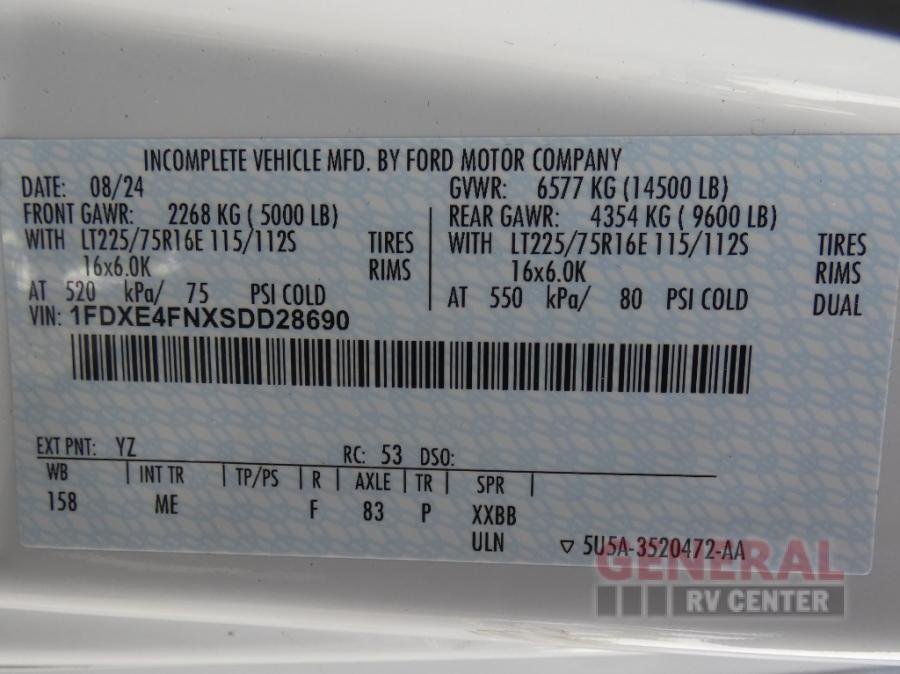 INCOMPLETE VEHICLE MFD. BY FORD MOTOR COMPANY
DATE: 08/24 GVWR: 6577 KG (14500 LB)
FRONT GAWR: 2268 KG ( 5000 LB) REAR GAWR: 4354 KG ( 9600 LB)
WITH LT225/75R16E 115/112S TIRES WITH LT225/75R16E 115/112S TIRES
16x6.0K RIMS 16x6.0K RIMS
AT 520 kPa/ 75 PSI COLD AT 550 kPa/ 80 PSI COLD DUAL
VIN: 1FDXE4FNXSDD28690
EXT PNT: YZ RC: 53 DSO:
WB INT TR TP/PS R AXLE TR SPR
158 ME F 83 P XXBB
ULN ▽ 5U5A-3520472-AA
GENERAL
RV CENTER